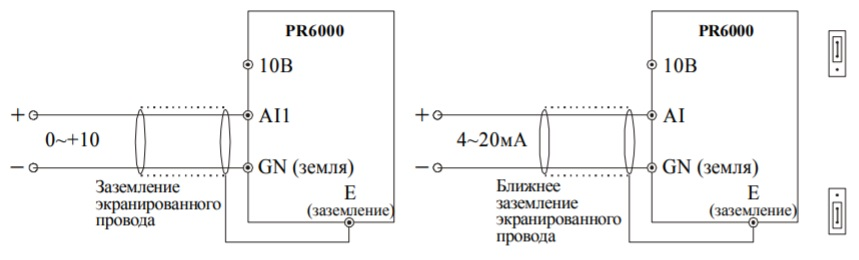 PR6000
10В
+
AI1
0~+10
−
GN (земля)
Заземление
экранированного
провода
E
(заземление)
PR6000
10В
+
AI
4~20мА
−
GN (земля)
Ближнее
заземление
экранированного
провода
E
(заземление)